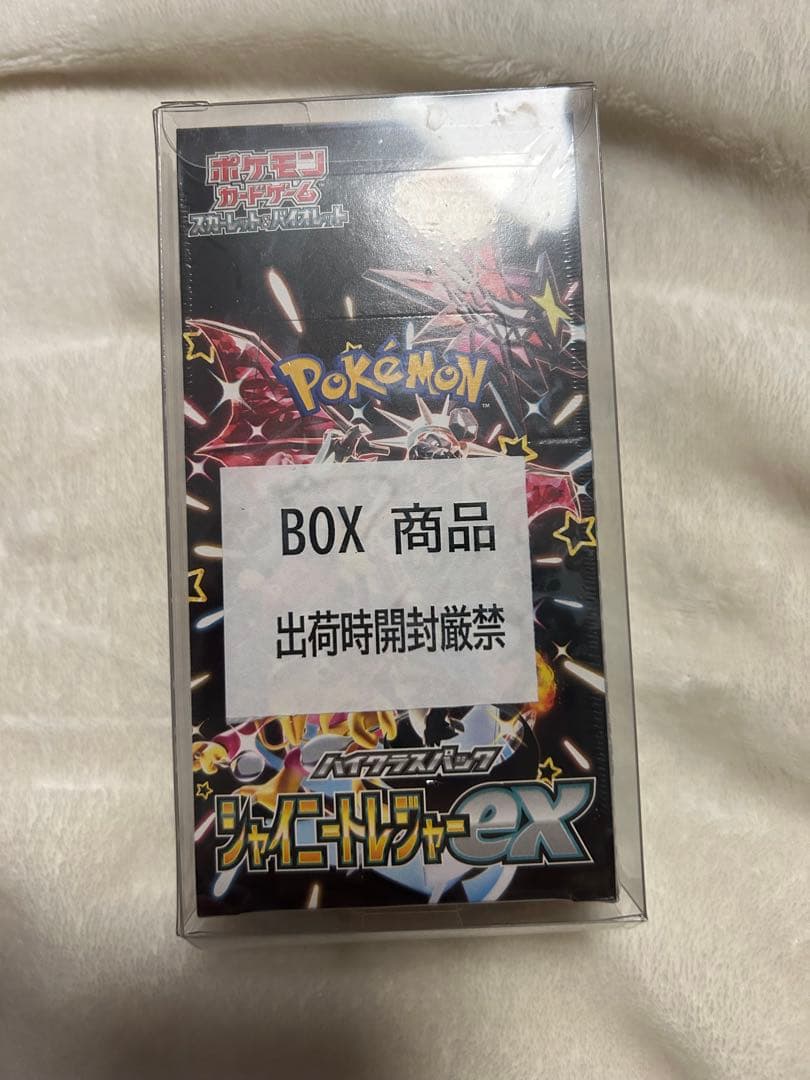 ポケモン
カードゲーム
スカーレット&バイオレット
POKéMON
TM
BOX 商品
出荷時開封厳禁
ハイクラスパック
シャイニートレジャーex